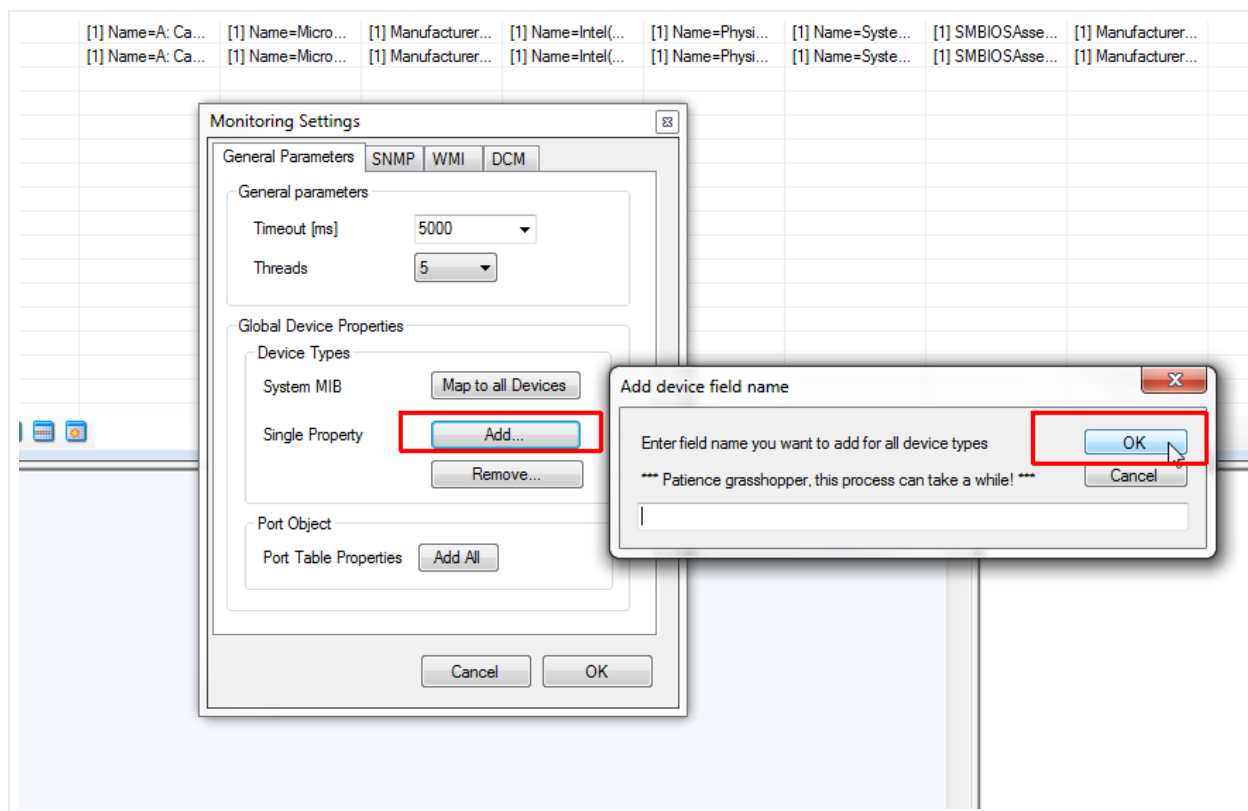 [1] Name=A: Ca... [1] Name=Micro... [1] Manufacturer... [1] Name=Intel(... [1] Name=Physi... [1] Name=Syste... [1] SMBIOSAsse... [1] Manufacturer...
[1] Name=A: Ca... [1] Name=Micro... [1] Manufacturer... [1] Name=Intel(... [1] Name=Physi... [1] Name=Syste... [1] SMBIOSAsse... [1] Manufacturer...
Monitoring Settings
General Parameters SNMP WMI DCM
General parameters
Timeout [ms] 5000
Threads 5
Global Device Properties
Device Types
System MIB Map to all Devices
Single Property Add...
Remove...
Port Object
Port Table Properties Add All
Cancel OK
Add device field name
Enter field name you want to add for all device types OK
*** Patience grasshopper, this process can take a while! *** Cancel